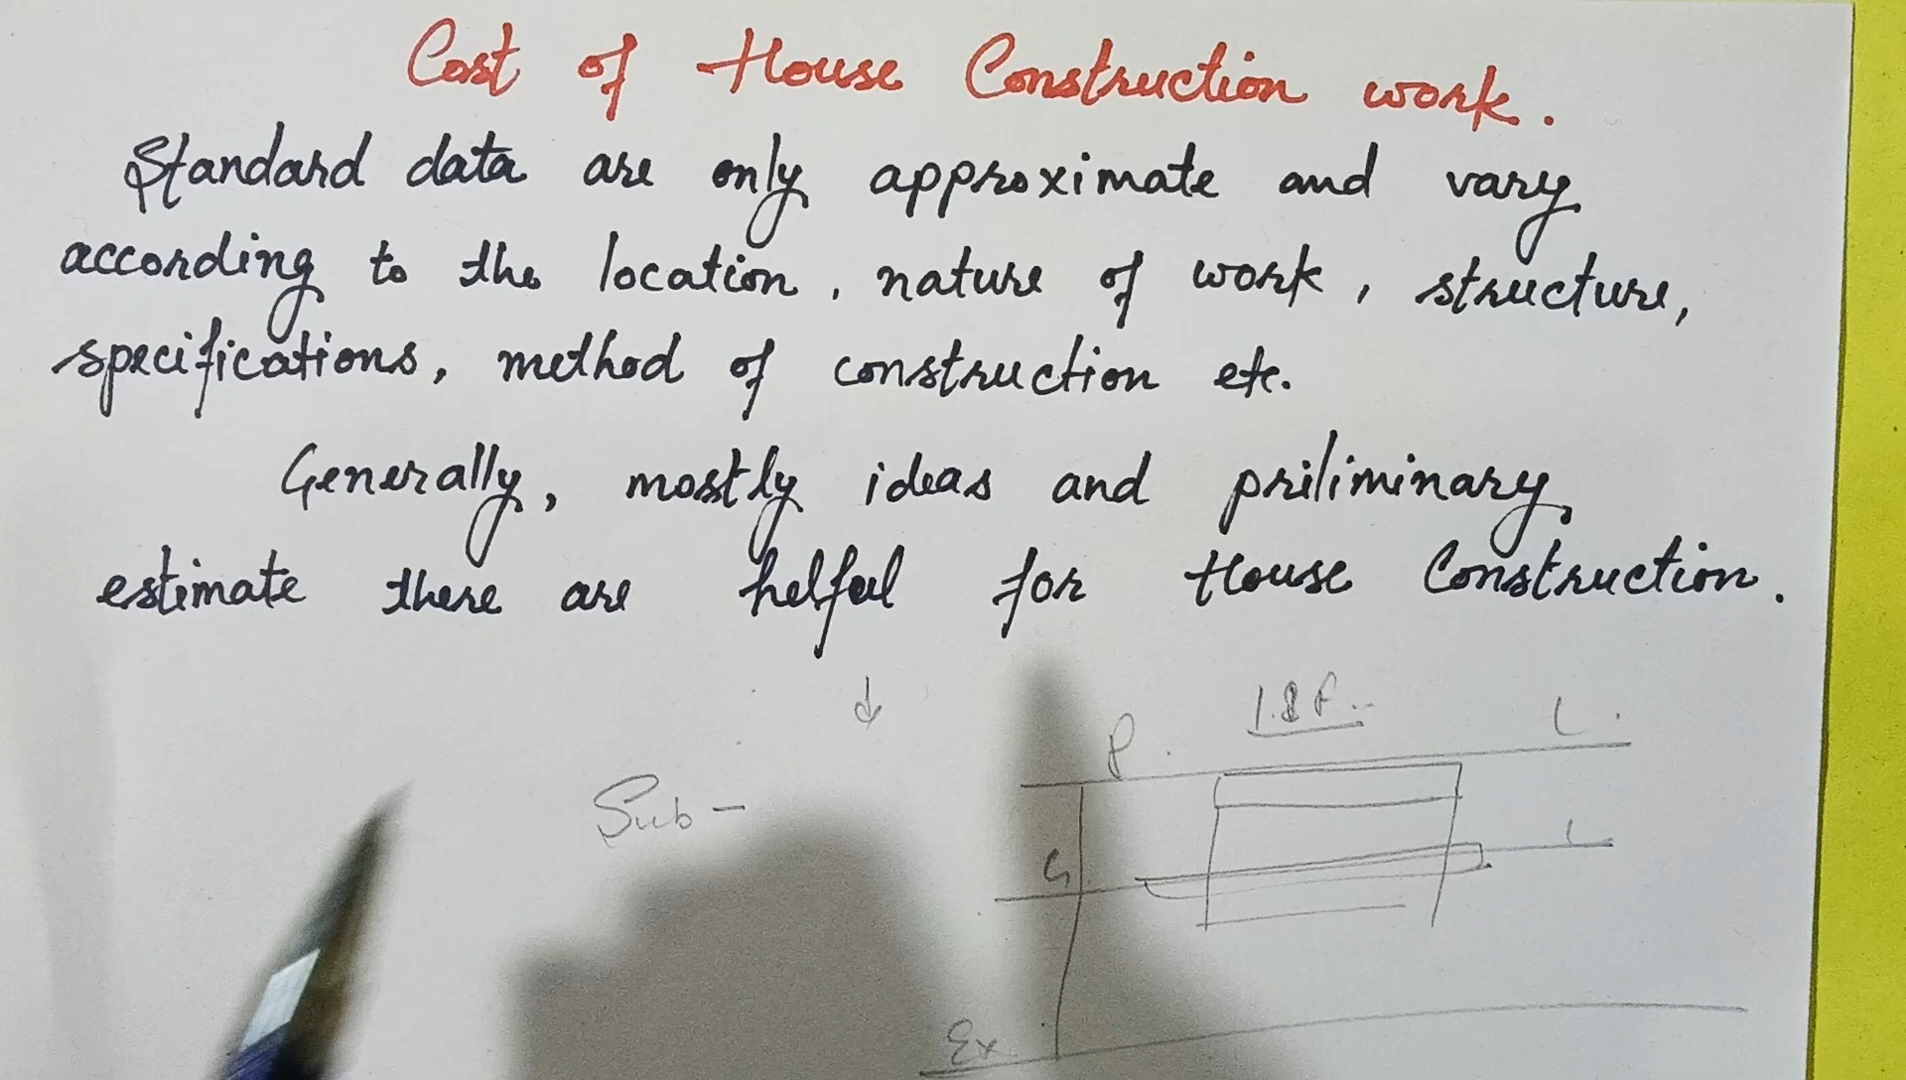 Cost of House Construction work.
Standard data are only approximate and vary
according to the location, nature of work, structure,
specifications, method of construction etc.
Generally, mostly ideas and priliminary
estimate there are helful for House Construction.
P. L.
Sub-
G L
Ex